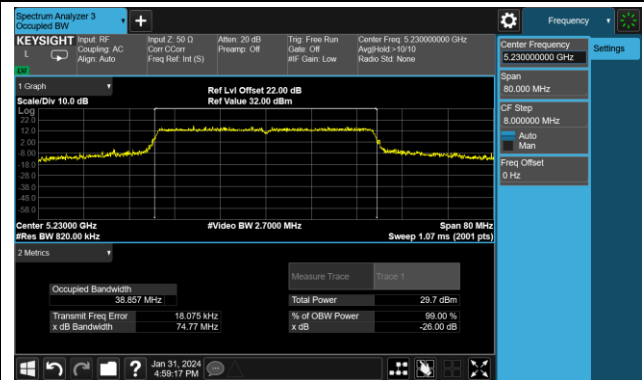 Spectrum Analyzer 3
Occupied BW
Frequency
KEYSIGHT
L
LXI
Input: RF
Coupling: AC
Align: Auto
Input Z: 50 Ω
Corr CCorr
Freq Ref: Int (S)
Atten: 20 dB
Preamp: Off
Trig: Free Run
Gate: Off
#IF Gain: Low
Center Freq: 5.230000000 GHz
Avg|Hold:>10/10
Radio Std: None
Center Frequency
5.230000000 GHz
Settings
Span
80.000 MHz
CF Step
8.000000 MHz
Auto
Man
Freq Offset
0 Hz
1 Graph
Scale/Div 10.0 dB
Ref Lvl Offset 22.00 dB
Ref Value 32.00 dBm
Log
22.0
12.0
2.00
-8.00
-18.0
-28.0
-38.0
-48.0
-58.0
Center 5.23000 GHz
#Res BW 820.00 kHz
#Video BW 2.7000 MHz
Span 80 MHz
Sweep 1.07 ms (2001 pts)
2 Metrics
Measure Trace Trace 1
Occupied Bandwidth
38.857 MHz
Total Power 29.7 dBm
Transmit Freq Error 18.075 kHz
% of OBW Power 99.00 %
x dB Bandwidth 74.77 MHz
x dB -26.00 dB
?
Jan 31, 2024
4:59:17 PM